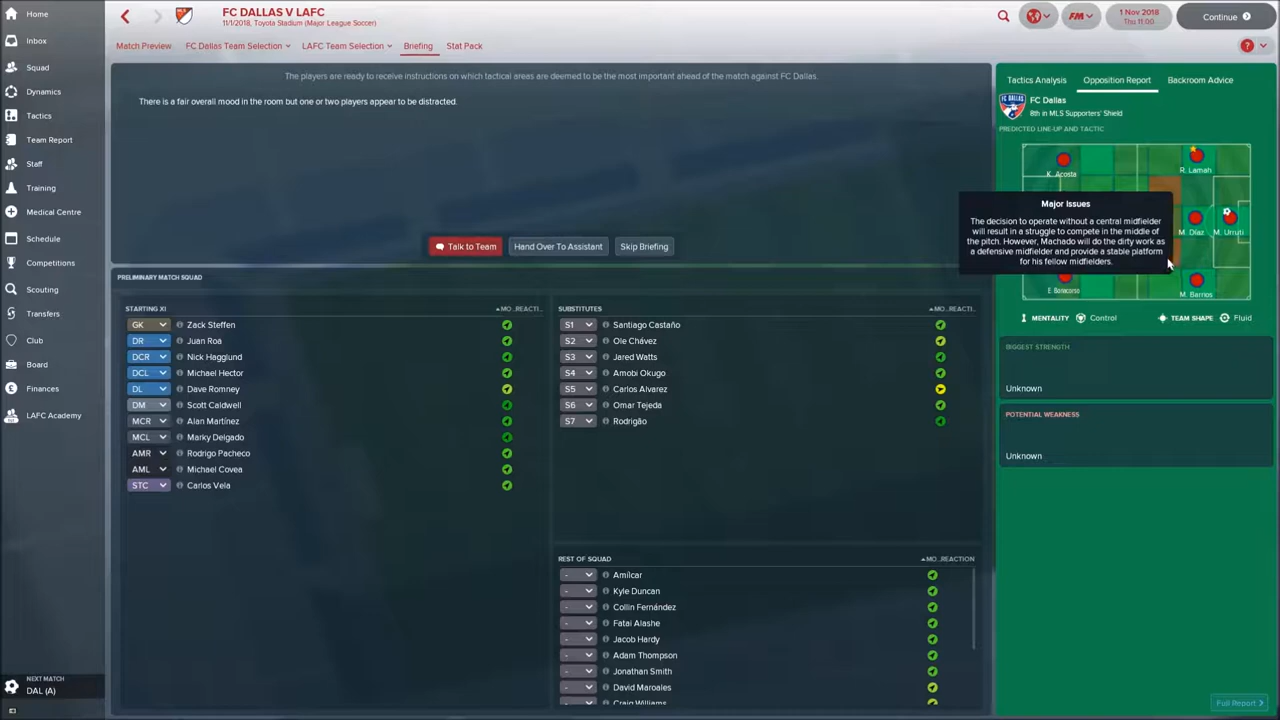 Home
FC DALLAS V LAFC
11/1/2018, Toyota Stadium (Major League Soccer)
FM
1 Nov 2018
Thu 11:00
Continue
Inbox
Match Preview
FC Dallas Team Selection
LAFC Team Selection
Briefing
Stat Pack
?
Squad
Dynamics
Tactics
Team Report
Staff
Training
Medical Centre
Schedule
Competitions
Scouting
Transfers
Club
Board
Finances
LAFC Academy
NEXT MATCH
DAL (A)
The players are ready to receive instructions on which tactical areas are deemed to be the most important ahead of the match against FC Dallas.
There is a fair overall mood in the room but one or two players appear to be distracted.
Talk to Team
Hand Over To Assistant
Skip Briefing
PRELIMINARY MATCH SQUAD
STARTING XI
MO...REACTI...
GK Zack Steffen
DR Juan Roa
DCR Nick Hagglund
DCL Michael Hector
DL Dave Romney
DM Scott Caldwell
MCR Alan Martínez
MCL Marky Delgado
AMR Rodrigo Pacheco
AML Michael Covea
STC Carlos Vela
SUBSTITUTES
MO...REACTI...
S1 Santiago Castaño
S2 Ole Chávez
S3 Jared Watts
S4 Amobi Okugo
S5 Carlos Alvarez
S6 Omar Tejeda
S7 Rodrigão
REST OF SQUAD
MO...REACTION
- Amílcar
- Kyle Duncan
- Collin Fernández
- Fatai Alashe
- Jacob Hardy
- Adam Thompson
- Jonathan Smith
- David Maroales
- Craig Williams
Tactics Analysis
Opposition Report
Backroom Advice
FC Dallas
8th in MLS Supporters' Shield
PREDICTED LINE-UP AND TACTIC
K. Acosta
R. Lamah
M. Díaz
M. Urruti
M. Barrios
Major Issues
The decision to operate without a central midfielder
will result in a struggle to compete in the middle of
the pitch. However, Machado will do the dirty work as
a defensive midfielder and provide a stable platform
for his fellow midfielders.
MENTALITY
Control
TEAM SHAPE
Fluid
BIGGEST STRENGTH
Unknown
POTENTIAL WEAKNESS
Unknown
Full Report